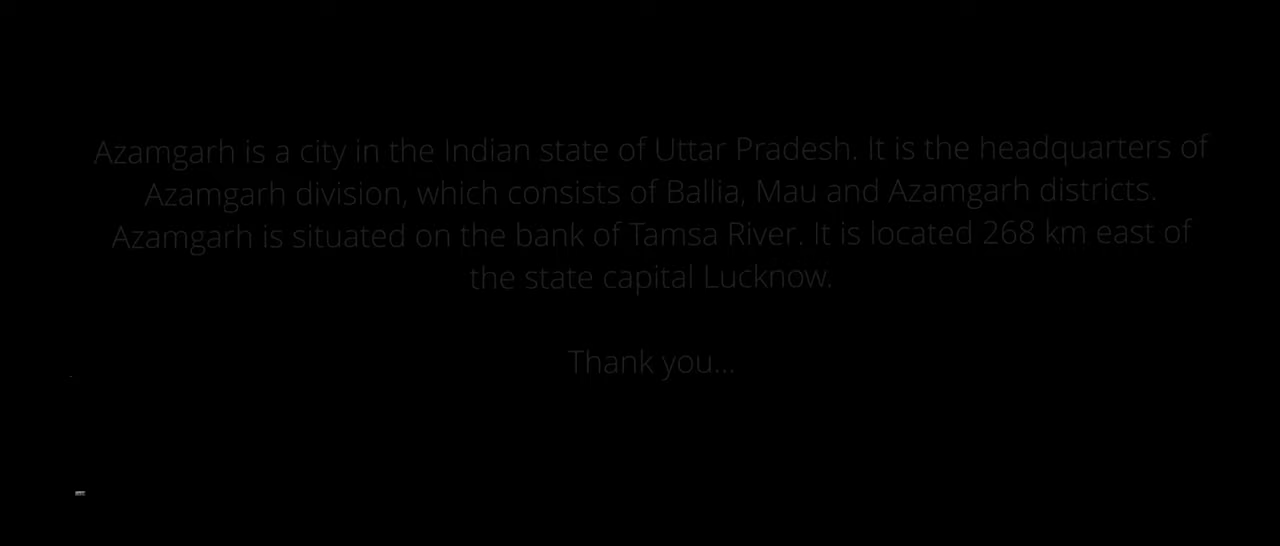 Azamgarh is a city in the Indian state of Uttar Pradesh. It is the headquarters of
Azamgarh division, which consists of Ballia, Mau and Azamgarh districts.
Azamgarh is situated on the bank of Tamsa River. It is located 268 km east of
the state capital Lucknow.
Thank you...